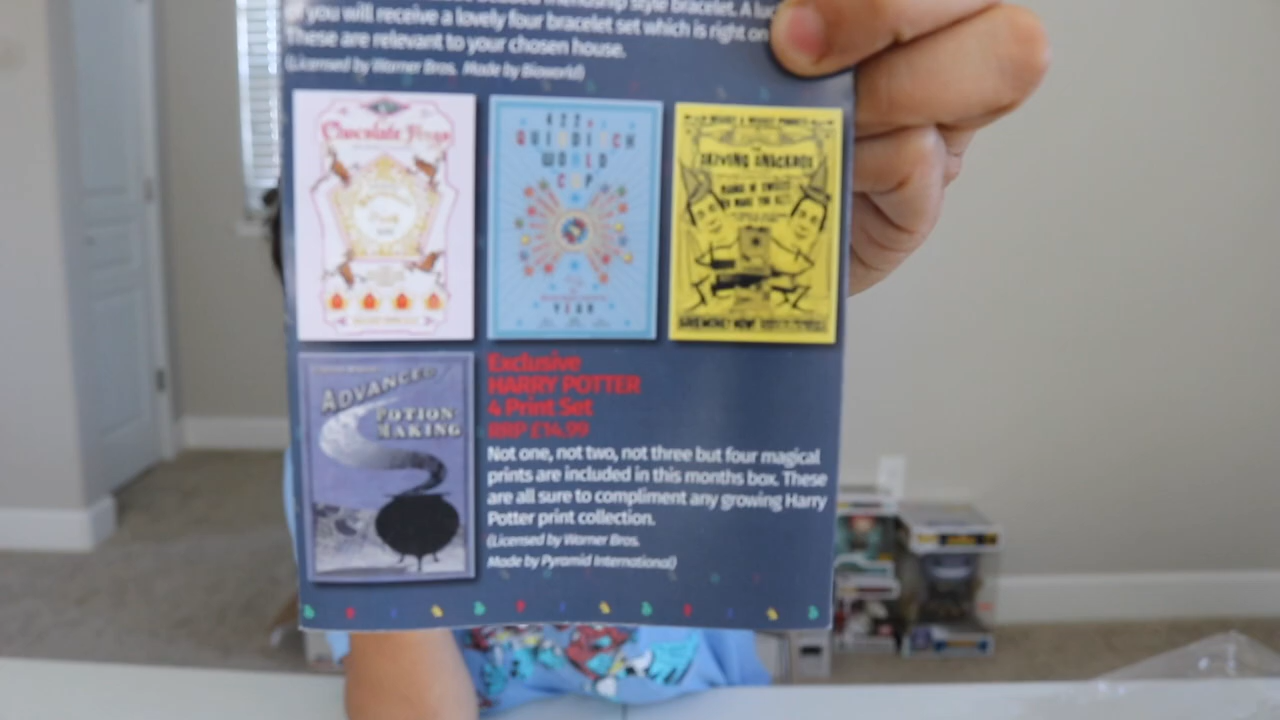 friendship style bracelet. A
you will receive a lovely four bracelet set which is right on
These are relevant to your chosen house.
(Licensed by Warner Bros. Made by Bioworld)
Chocolate Frogs
422
QUIDDITCH
WORLD
CUP
YEAR
SKIVING SNACKBOX
ADVANCED
POTION
MAKING
Exclusive
HARRY POTTER
4 Print Set
RRP £14.99
Not one, not two, not three but four magical
prints are included in this months box. These
are all sure to compliment any growing Harry
Potter print collection.
(Licensed by Warner Bros.
Made by Pyramid International)